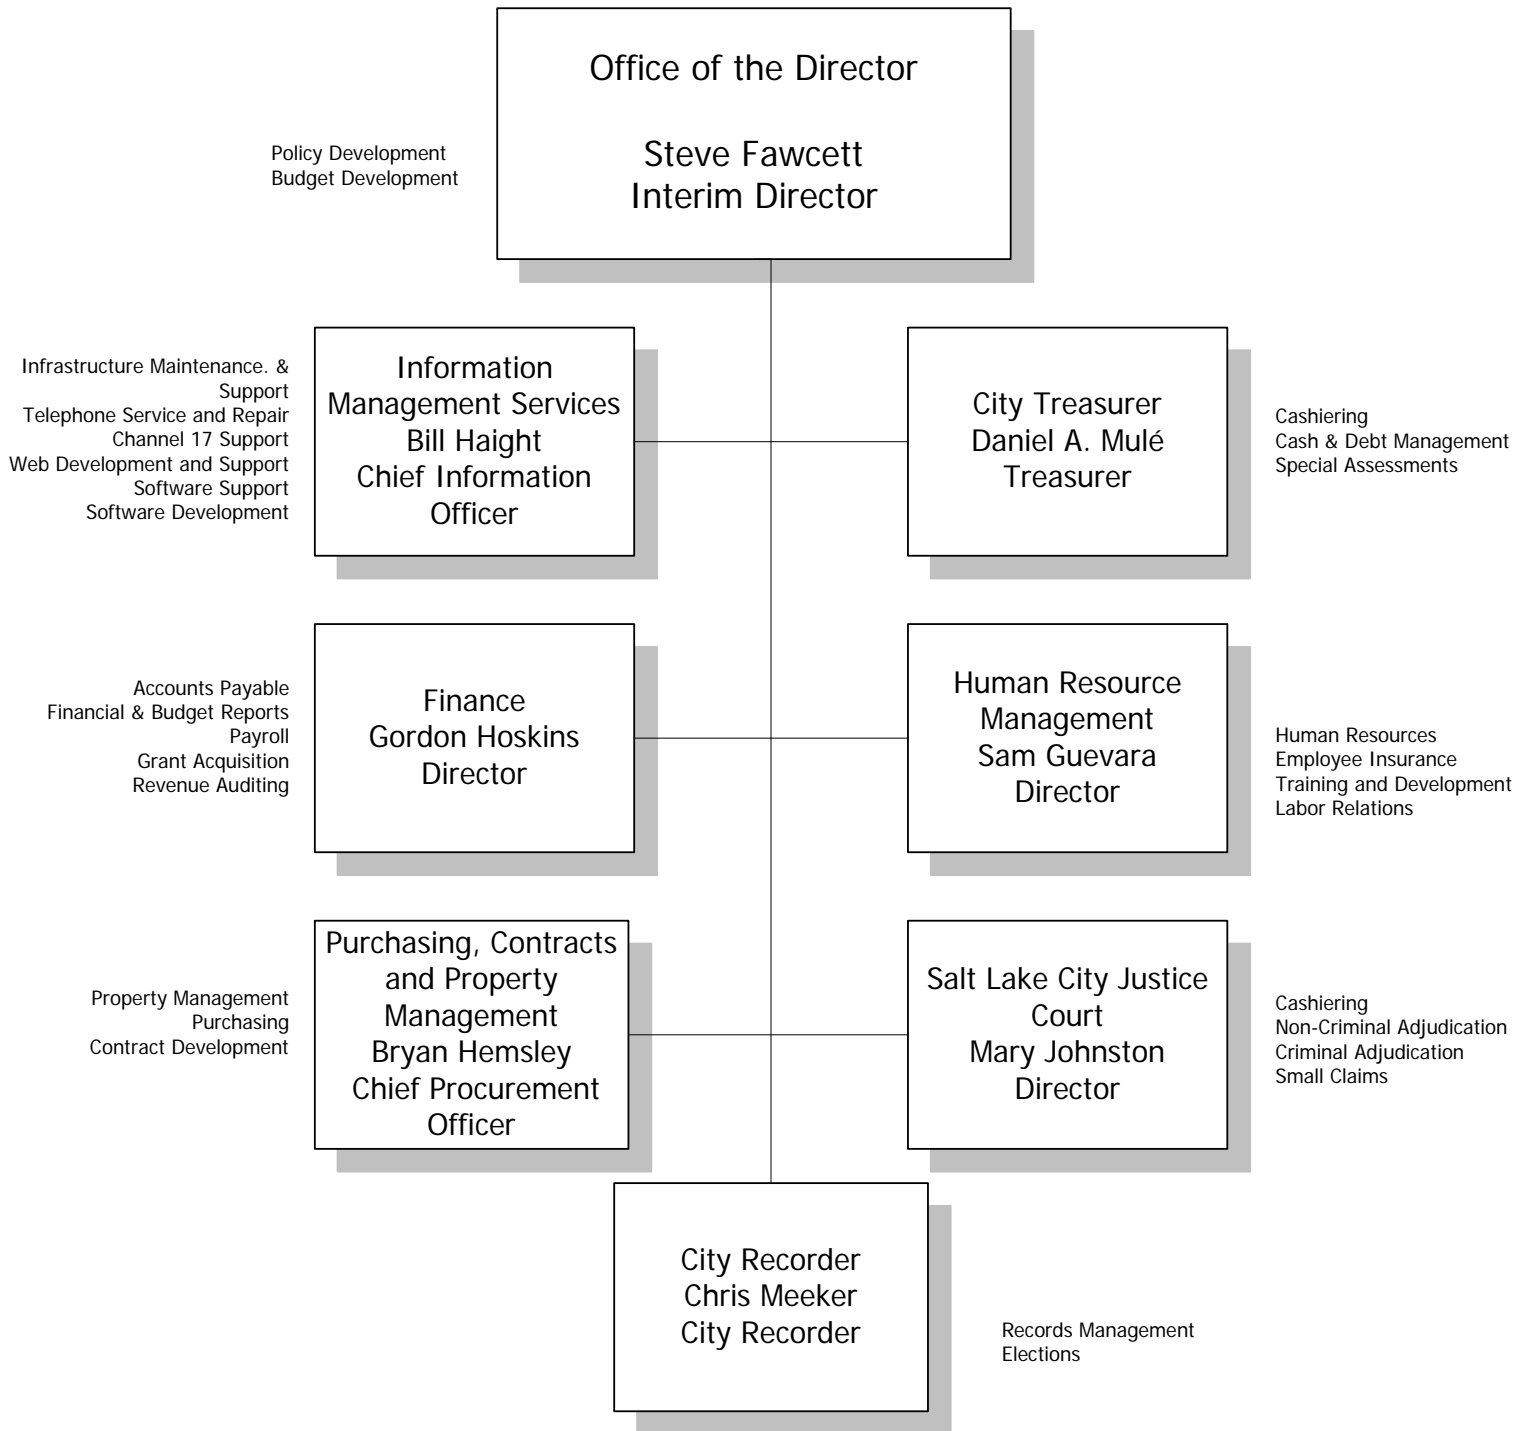 Office of the Director
Steve Fawcett
Interim Director
Policy Development
Budget Development
Infrastructure Maintenance. &
Support
Telephone Service and Repair
Channel 17 Support
Web Development and Support
Software Support
Software Development
Information
Management Services
Bill Haight
Chief Information
Officer
City Treasurer
Daniel A. Mulé
Treasurer
Cashiering
Cash & Debt Management
Special Assessments
Accounts Payable
Financial & Budget Reports
Payroll
Grant Acquisition
Revenue Auditing
Finance
Gordon Hoskins
Director
Human Resource
Management
Sam Guevara
Director
Human Resources
Employee Insurance
Training and Development
Labor Relations
Property Management
Purchasing
Contract Development
Purchasing, Contracts
and Property
Management
Bryan Hemsley
Chief Procurement
Officer
Salt Lake City Justice
Court
Mary Johnston
Director
Cashiering
Non-Criminal Adjudication
Criminal Adjudication
Small Claims
City Recorder
Chris Meeker
City Recorder
Records Management
Elections